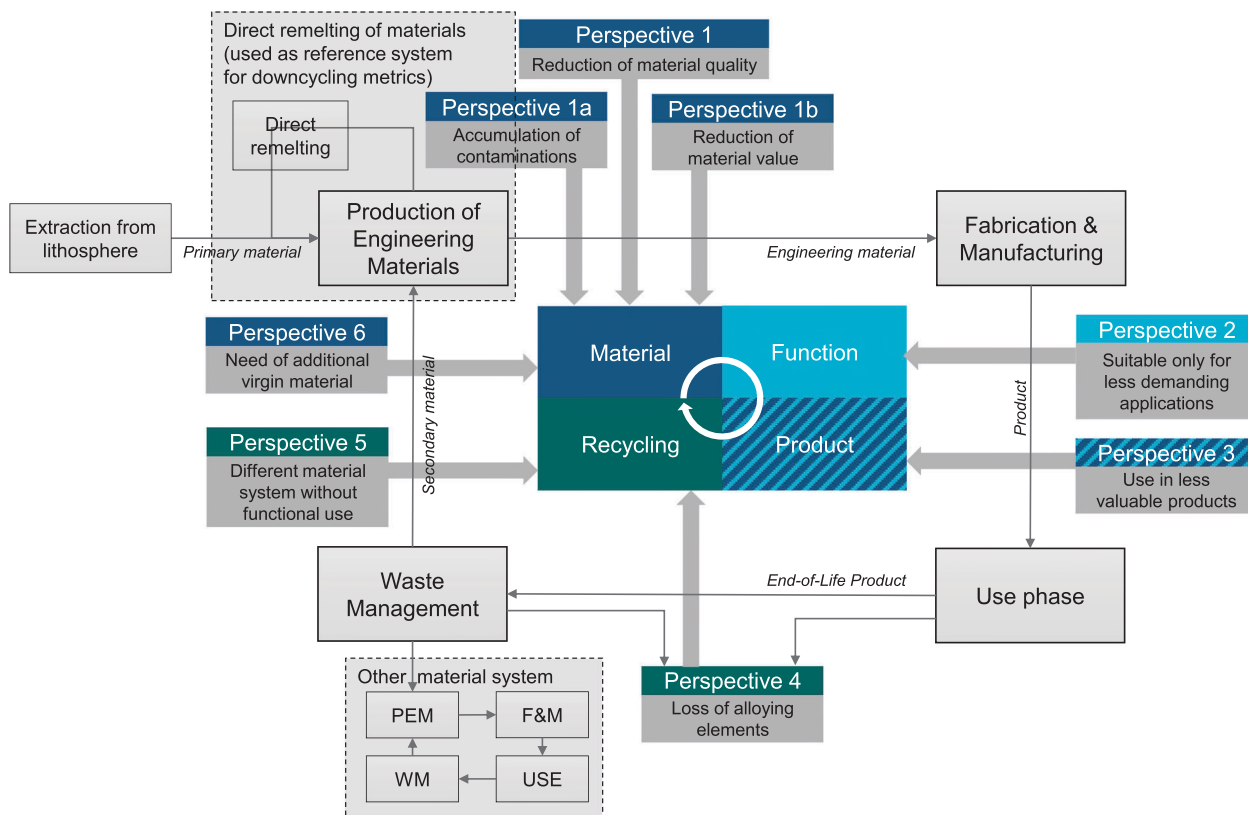 Direct remelting of materials
(used as reference system
for downcycling metrics)
Perspective 1
Reduction of material quality
Perspective 1a
Accumulation of
contaminations
Perspective 1b
Reduction of
material value
Direct
remelting
Extraction from
lithosphere
Primary material
Production of
Engineering
Materials
Engineering material
Fabrication &
Manufacturing
Perspective 6
Need of additional
virgin material
Secondary material
Material
Function
Recycling
Product
Perspective 2
Suitable only for
less demanding
applications
Product
Perspective 5
Different material
system without
functional use
Perspective 3
Use in less
valuable products
Waste
Management
End-of-Life Product
Use phase
Perspective 4
Loss of alloying
elements
Other material system
PEM
F&M
WM
USE